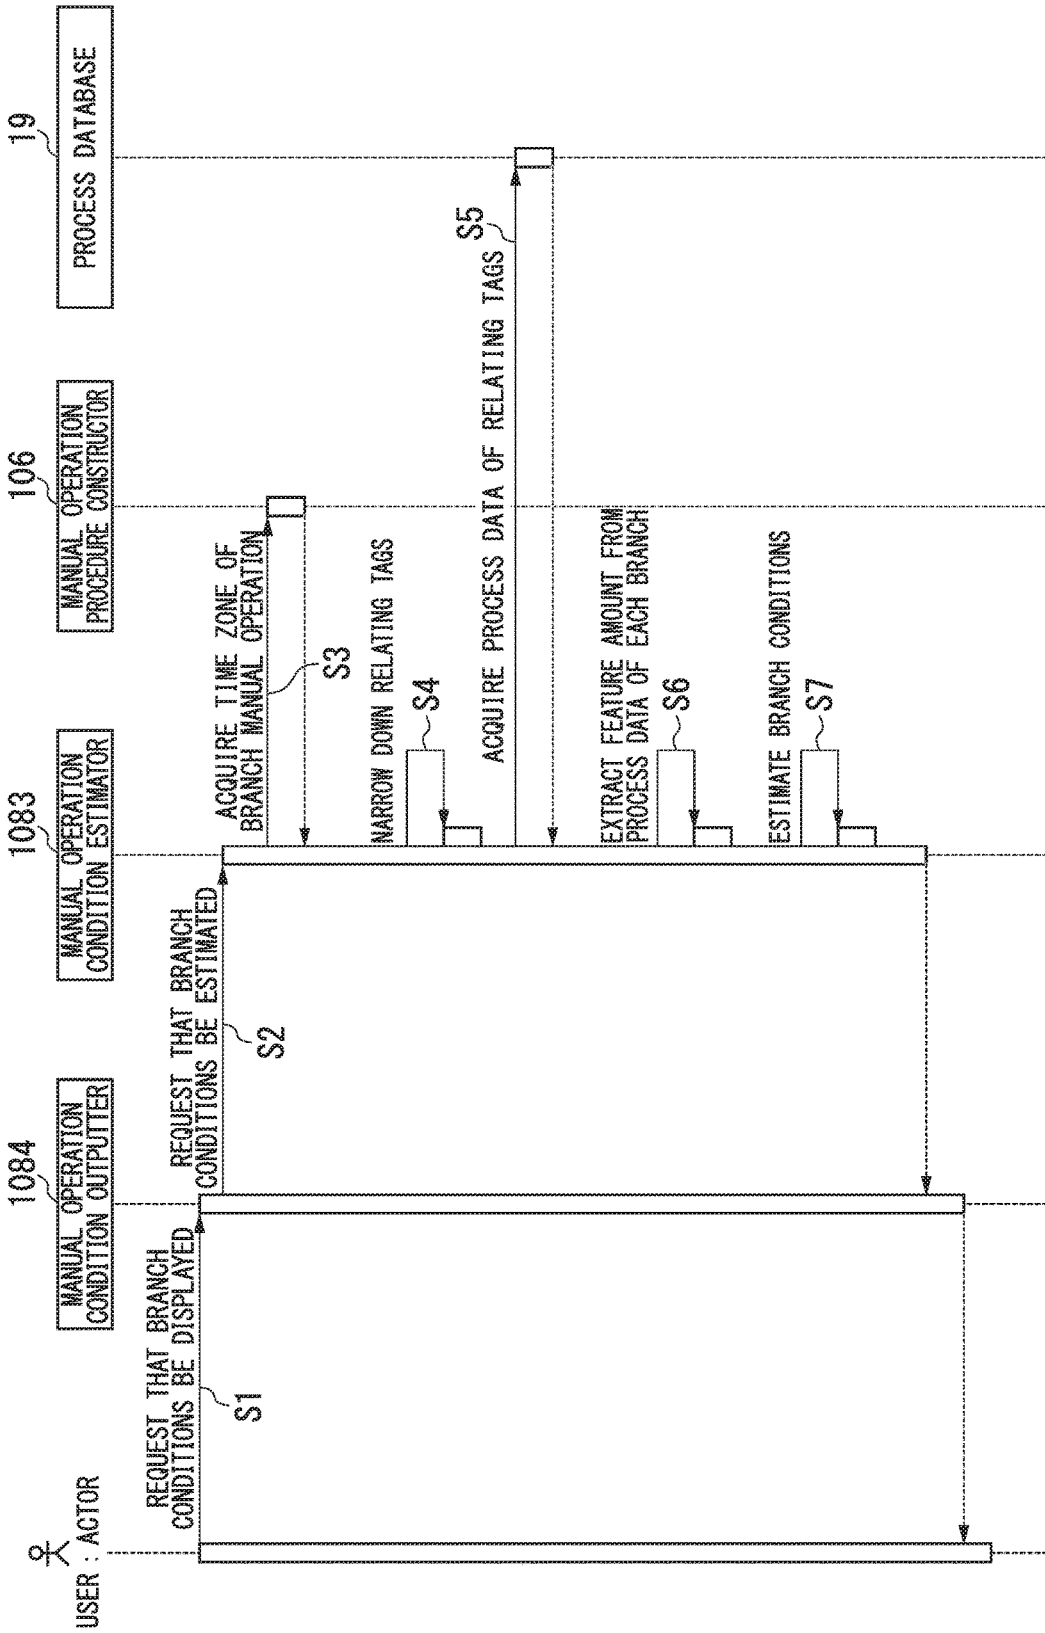 USER : ACTOR
1084
MANUAL OPERATION
CONDITION OUTPUTTER
1083
MANUAL OPERATION
CONDITION ESTIMATOR
106
MANUAL OPERATION
PROCEDURE CONSTRUCTOR
19
PROCESS DATABASE
REQUEST THAT BRANCH
CONDITIONS BE DISPLAYED
S1
REQUEST THAT BRANCH
CONDITIONS BE ESTIMATED
S2
ACQUIRE TIME ZONE OF
BRANCH MANUAL OPERATION
S3
NARROW DOWN RELATING TAGS
S4
ACQUIRE PROCESS DATA OF RELATING TAGS
S5
EXTRACT FEATURE AMOUNT FROM
PROCESS DATA OF EACH BRANCH
S6
ESTIMATE BRANCH CONDITIONS
S7